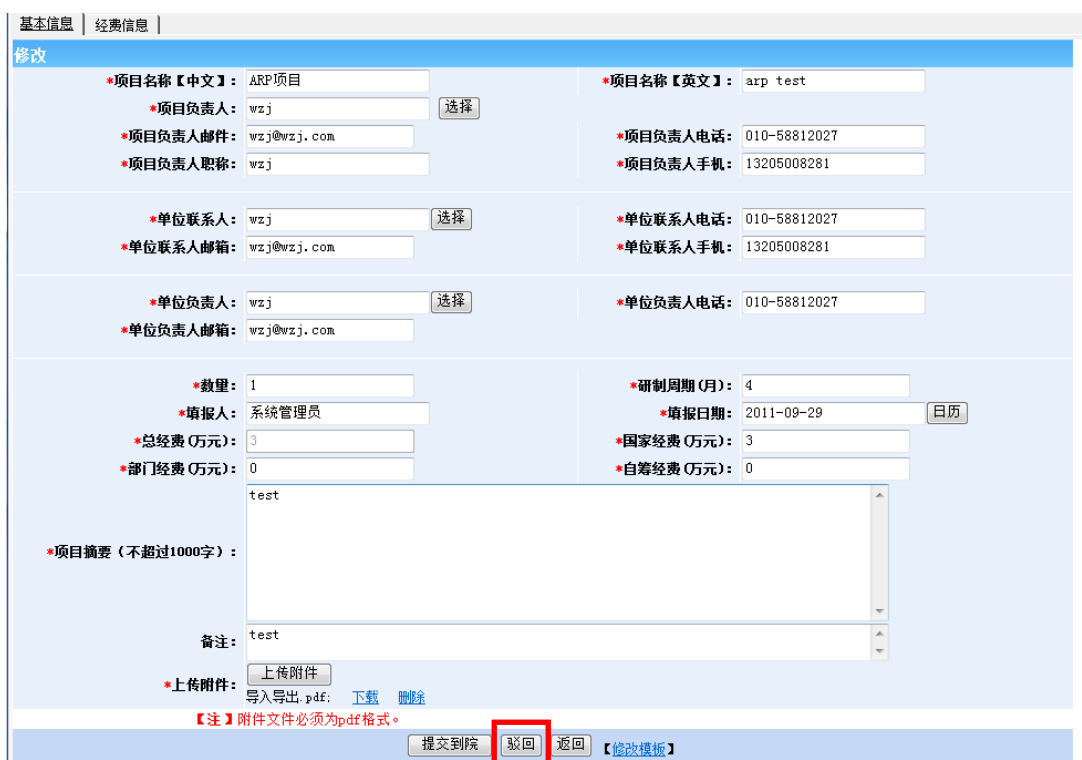 基本信息 经费信息
修改
*项目名称【中文】: ARP项目 *项目名称【英文】: arp test
*项目负责人: wzj 选择
*项目负责人邮件: wzj@wzj.com *项目负责人电话: 010-58812027
*项目负责人职称: wzj *项目负责人手机: 13205008281
*单位联系人: wzj 选择 *单位联系人电话: 010-58812027
*单位联系人邮箱: wzj@wzj.com *单位联系人手机: 13205008281
*单位负责人: wzj 选择 *单位负责人电话: 010-58812027
*单位负责人邮箱: wzj@wzj.com
*数量: 1 *研制周期(月): 4
*填报人: 系统管理员 *填报日期: 2011-09-29 日历
*总经费(万元): 3 *国家经费(万元): 3
*部门经费(万元): 0 *自筹经费(万元): 0
*项目摘要（不超过1000字）: test
备注: test
*上传附件: 上传附件
导入导出.pdf; 下载 删除
【注】附件文件必须为pdf格式。
提交到院 驳回 返回 【修改模板】